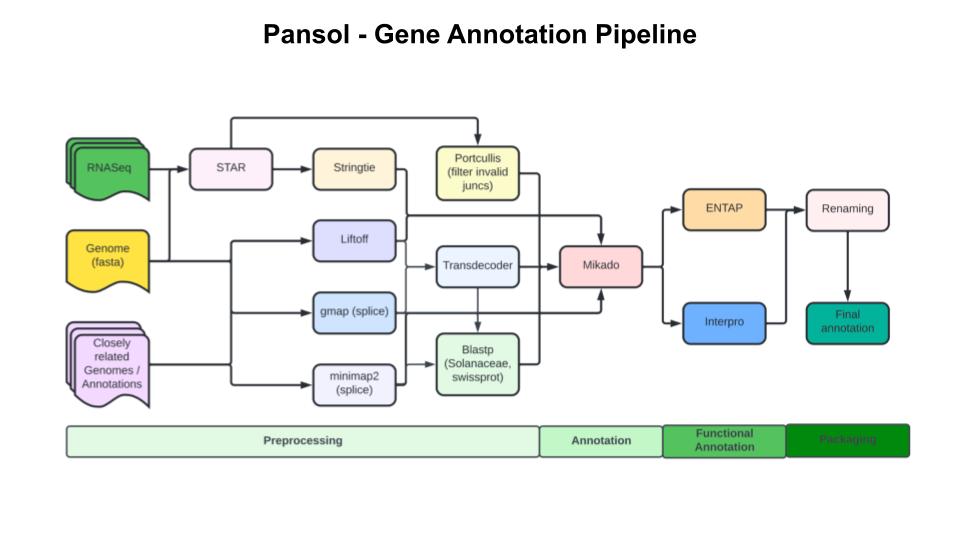 Pansol - Gene Annotation Pipeline
RNASeq
STAR
Stringtie
Portcullis
(filter invalid
juncs)
ENTAP
Renaming
Genome
(fasta)
Liftoff
Transdecoder
Mikado
gmap (splice)
Interpro
Final
annotation
Closely
related
Genomes /
Annotations
minimap2
(splice)
Blastp
(Solanaceae,
swissprot)
Preprocessing
Annotation
Functional
Annotation
Packaging